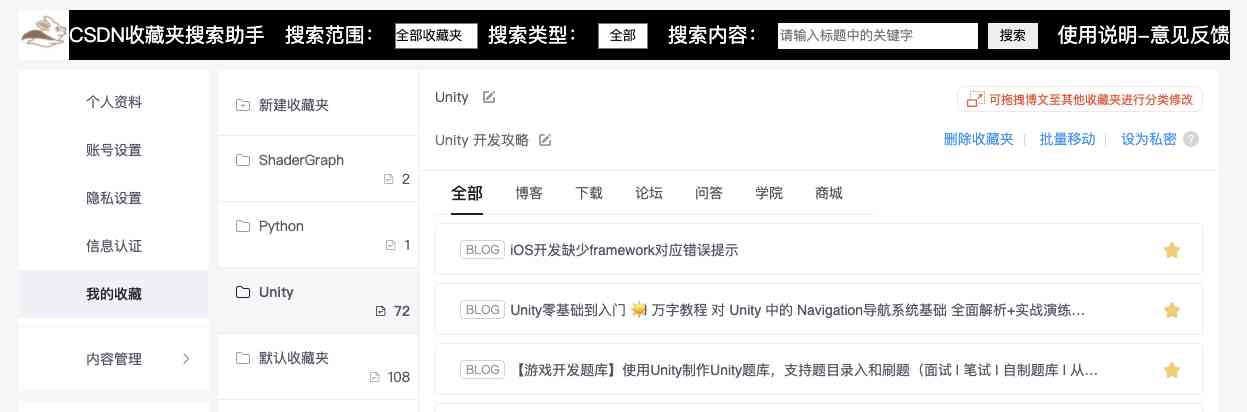 CSDN收藏夹搜索助手 搜索范围： 全部收藏夹 搜索类型： 全部 搜索内容： 请输入标题中的关键字 搜索 使用说明-意见反馈
个人资料
账号设置
隐私设置
信息认证
我的收藏
内容管理
新建收藏夹
ShaderGraph
2
Python
1
Unity
72
默认收藏夹
108
Unity
可拖拽博文至其他收藏夹进行分类修改
Unity 开发攻略
删除收藏夹 批量移动 设为私密 ?
全部 博客 下载 论坛 问答 学院 商城
BLOG iOS开发缺少framework对应错误提示
BLOG Unity零基础到入门 ☀️ 万字教程 对 Unity 中的 Navigation导航系统基础 全面解析+实战演练...
BLOG 【游戏开发题库】使用Unity制作Unity题库，支持题目录入和刷题（面试 | 笔试 | 自制题库 | 从...